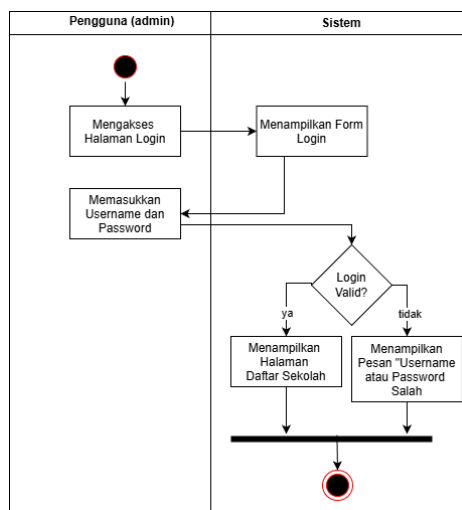 Pengguna (admin)
Sistem
Mengakses
Halaman Login
Menampilkan Form
Login
Memasukkan
Username dan
Password
Login
Valid?
ya
tidak
Menampilkan
Halaman
Daftar Sekolah
Menampilkan
Pesan "Username
atau Password
Salah